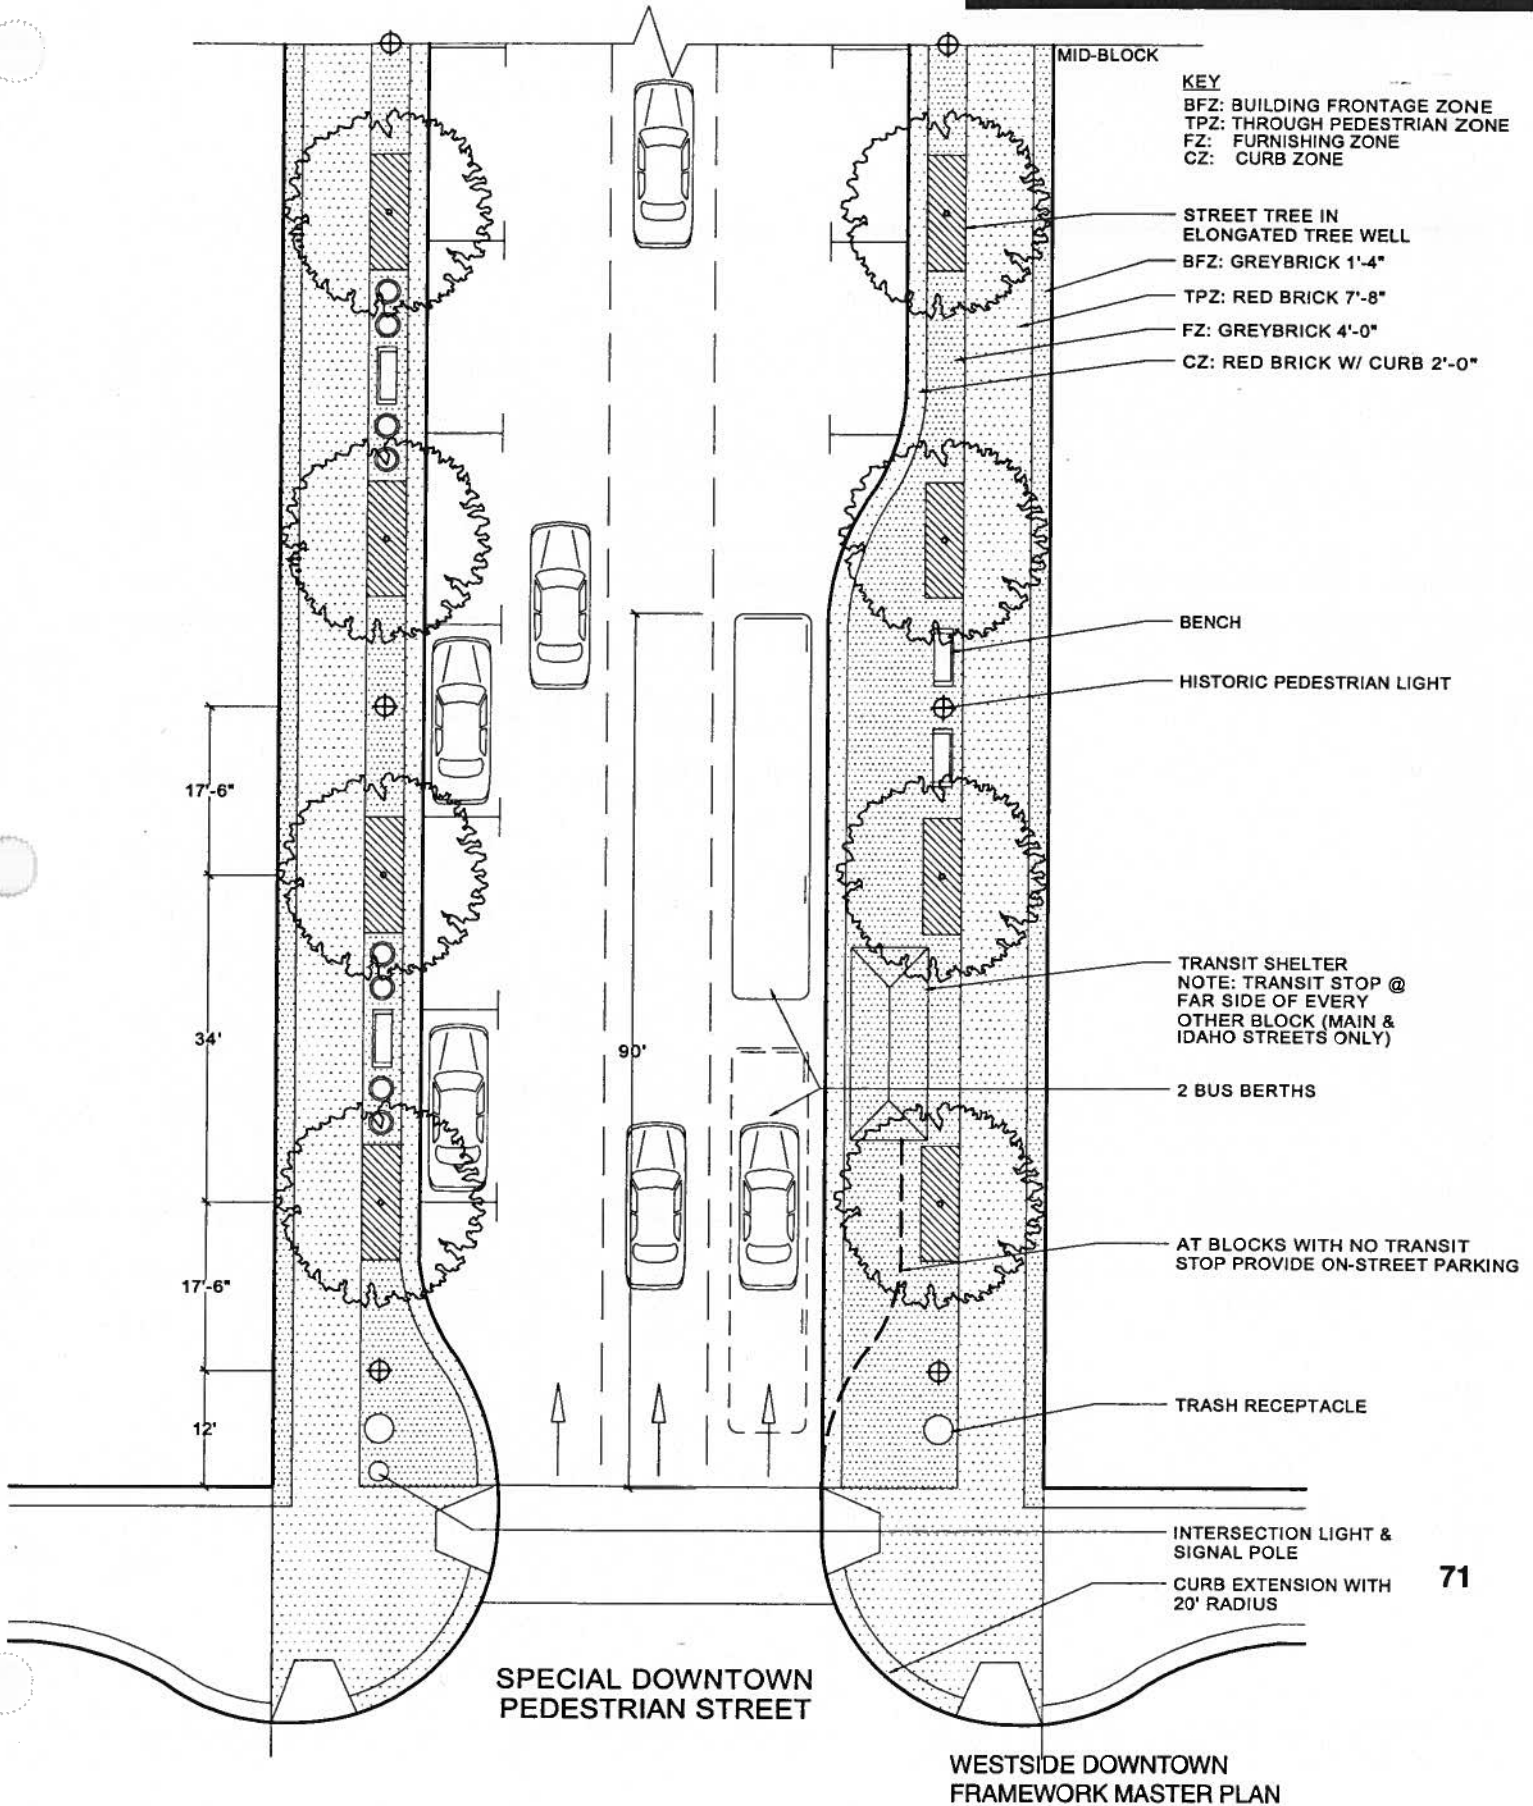 MID-BLOCK
KEY
BFZ: BUILDING FRONTAGE ZONE
TPZ: THROUGH PEDESTRIAN ZONE
FZ: FURNISHING ZONE
CZ: CURB ZONE
STREET TREE IN
ELONGATED TREE WELL
BFZ: GREYBRICK 1'-4"
TPZ: RED BRICK 7'-8"
FZ: GREYBRICK 4'-0"
CZ: RED BRICK W/ CURB 2'-0"
BENCH
HISTORIC PEDESTRIAN LIGHT
17'-6"
TRANSIT SHELTER
NOTE: TRANSIT STOP @
FAR SIDE OF EVERY
OTHER BLOCK (MAIN &
IDAHO STREETS ONLY)
34'
90'
2 BUS BERTHS
AT BLOCKS WITH NO TRANSIT
STOP PROVIDE ON-STREET PARKING
17'-6"
TRASH RECEPTACLE
12'
INTERSECTION LIGHT &
SIGNAL POLE
71
CURB EXTENSION WITH
20' RADIUS
SPECIAL DOWNTOWN
PEDESTRIAN STREET
WESTSIDE DOWNTOWN
FRAMEWORK MASTER PLAN